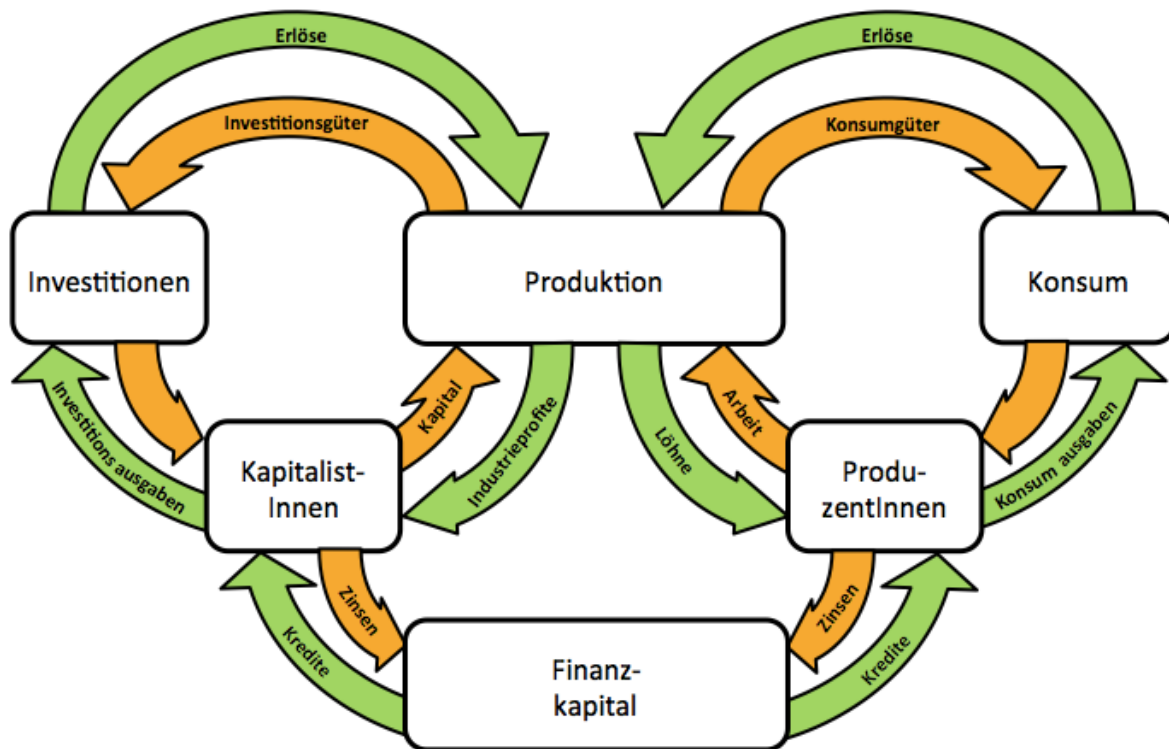 Erlöse
Erlöse
Investitionsgüter
Konsumgüter
Investitionen
Produktion
Konsum
Investitions ausgaben
Kapital
Industrieprofite
Löhne
Arbeit
Konsum ausgaben
Kapitalist-
Innen
Produ-
zentInnen
Zinsen
Zinsen
Kredite
Kredite
Finanz-
kapital